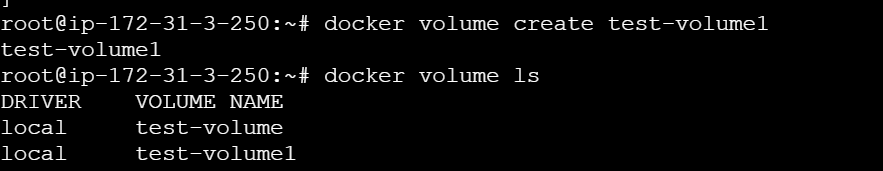 ]
root@ip-172-31-3-250:~# docker volume create test-volume1
test-volume1
root@ip-172-31-3-250:~# docker volume ls
DRIVER    VOLUME NAME
local     test-volume
local     test-volume1